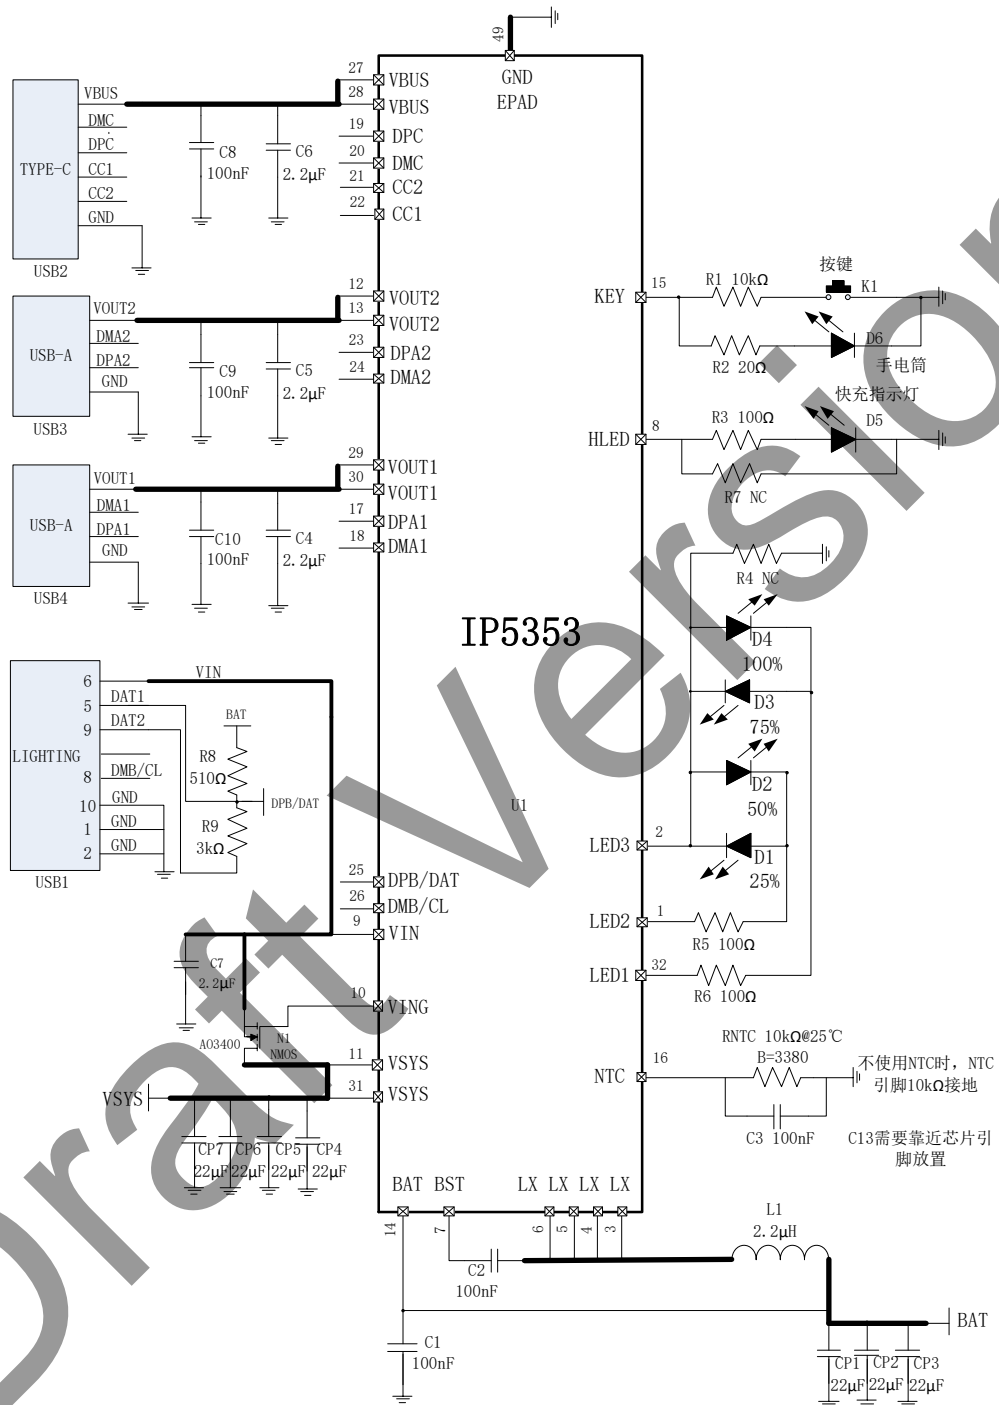 49
GND
EPAD
TYPE-C
VBUS
DMC
DPC
CC1
CC2
GND
USB2
C8
100nF
C6
2.2μF
27
VBUS
28
VBUS
19
DPC
20
DMC
21
CC2
22
CC1
USB-A
VOUT2
DMA2
DPA2
GND
USB3
C9
100nF
C5
2.2μF
12
VOUT2
13
VOUT2
23
DPA2
24
DMA2
USB-A
VOUT1
DMA1
DPA1
GND
USB4
C10
100nF
C4
2.2μF
29
VOUT1
30
VOUT1
17
DPA1
18
DMA1
IP5353
U1
LIGHTING
6
VIN
5
DAT1
9
DAT2
8
DMB/CL
10
GND
1
GND
2
GND
USB1
BAT
R8
510Ω
DPB/DAT
R9
3kΩ
25
DPB/DAT
26
DMB/CL
9
VIN
C7
2.2μF
10
VING
AO3400
N1
NMOS
11
VSYS
31
VSYS
VSYS
CP7
22μF
CP6
22μF
CP5
22μF
CP4
22μF
KEY
15
R1 10kΩ
按键
K1
R2 20Ω
D6
手电筒
HLED
8
快充指示灯
R3 100Ω
D5
R7 NC
R4 NC
D4
100%
D3
75%
D2
50%
D1
25%
LED3
2
LED2
1
R5 100Ω
LED1
32
R6 100Ω
NTC
16
RNTC 10kΩ@25℃
B=3380
C3 100nF
不使用NTC时，NTC
引脚10kΩ接地
C13需要靠近芯片引
脚放置
BAT
BST
LX
LX
LX
LX
14
7
6
5
4
3
C2
100nF
L1
2.2μH
C1
100nF
BAT
CP1
22μF
CP2
22μF
CP3
22μF
Draft Version